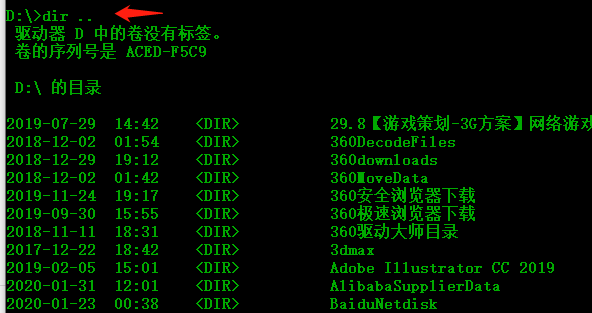 D:\>dir ..
驱动器 D 中的卷没有标签。
卷的序列号是 ACED-F5C9
D:\ 的目录
2019-07-29 14:42 <DIR> 29.8【游戏策划-3G方案】网络游戏
2018-12-02 01:54 <DIR> 360DecodeFiles
2018-12-29 19:12 <DIR> 360downloads
2018-12-02 01:42 <DIR> 360MoveData
2019-11-24 19:17 <DIR> 360安全浏览器下载
2019-09-30 15:55 <DIR> 360极速浏览器下载
2018-11-11 18:31 <DIR> 360驱动大师目录
2017-12-22 18:42 <DIR> 3dmax
2019-02-05 15:01 <DIR> Adobe Illustrator CC 2019
2020-01-31 12:01 <DIR> AlibabaSupplierData
2020-01-23 00:38 <DIR> BaiduNetdisk